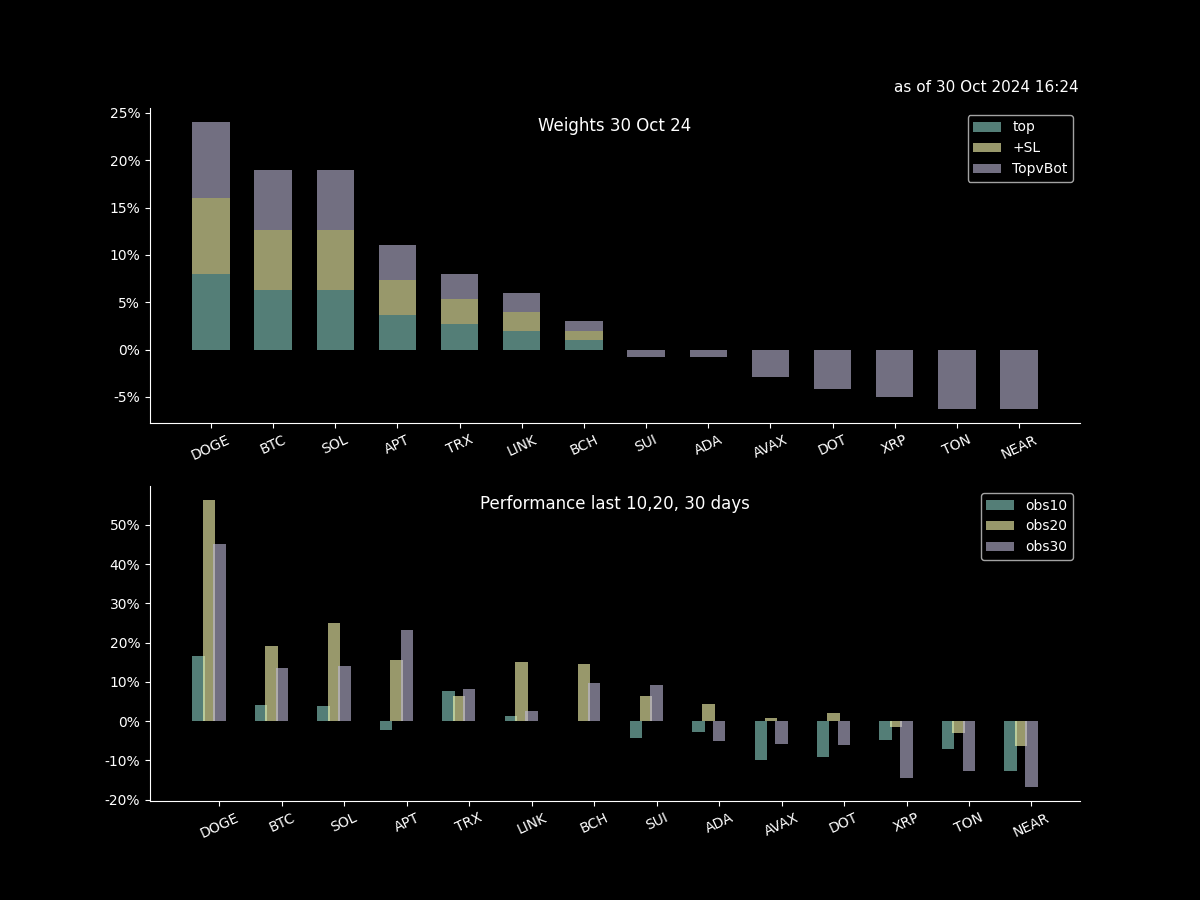 as of 30 Oct 2024 16:24
Weights 30 Oct 24
top
+SL
TopvBot
25%
20%
15%
10%
5%
0%
-5%
DOGE BTC SOL APT TRX LINK BCH SUI ADA AVAX DOT XRP TON NEAR
Performance last 10,20, 30 days
obs10
obs20
obs30
50%
40%
30%
20%
10%
0%
-10%
-20%
DOGE BTC SOL APT TRX LINK BCH SUI ADA AVAX DOT XRP TON NEAR